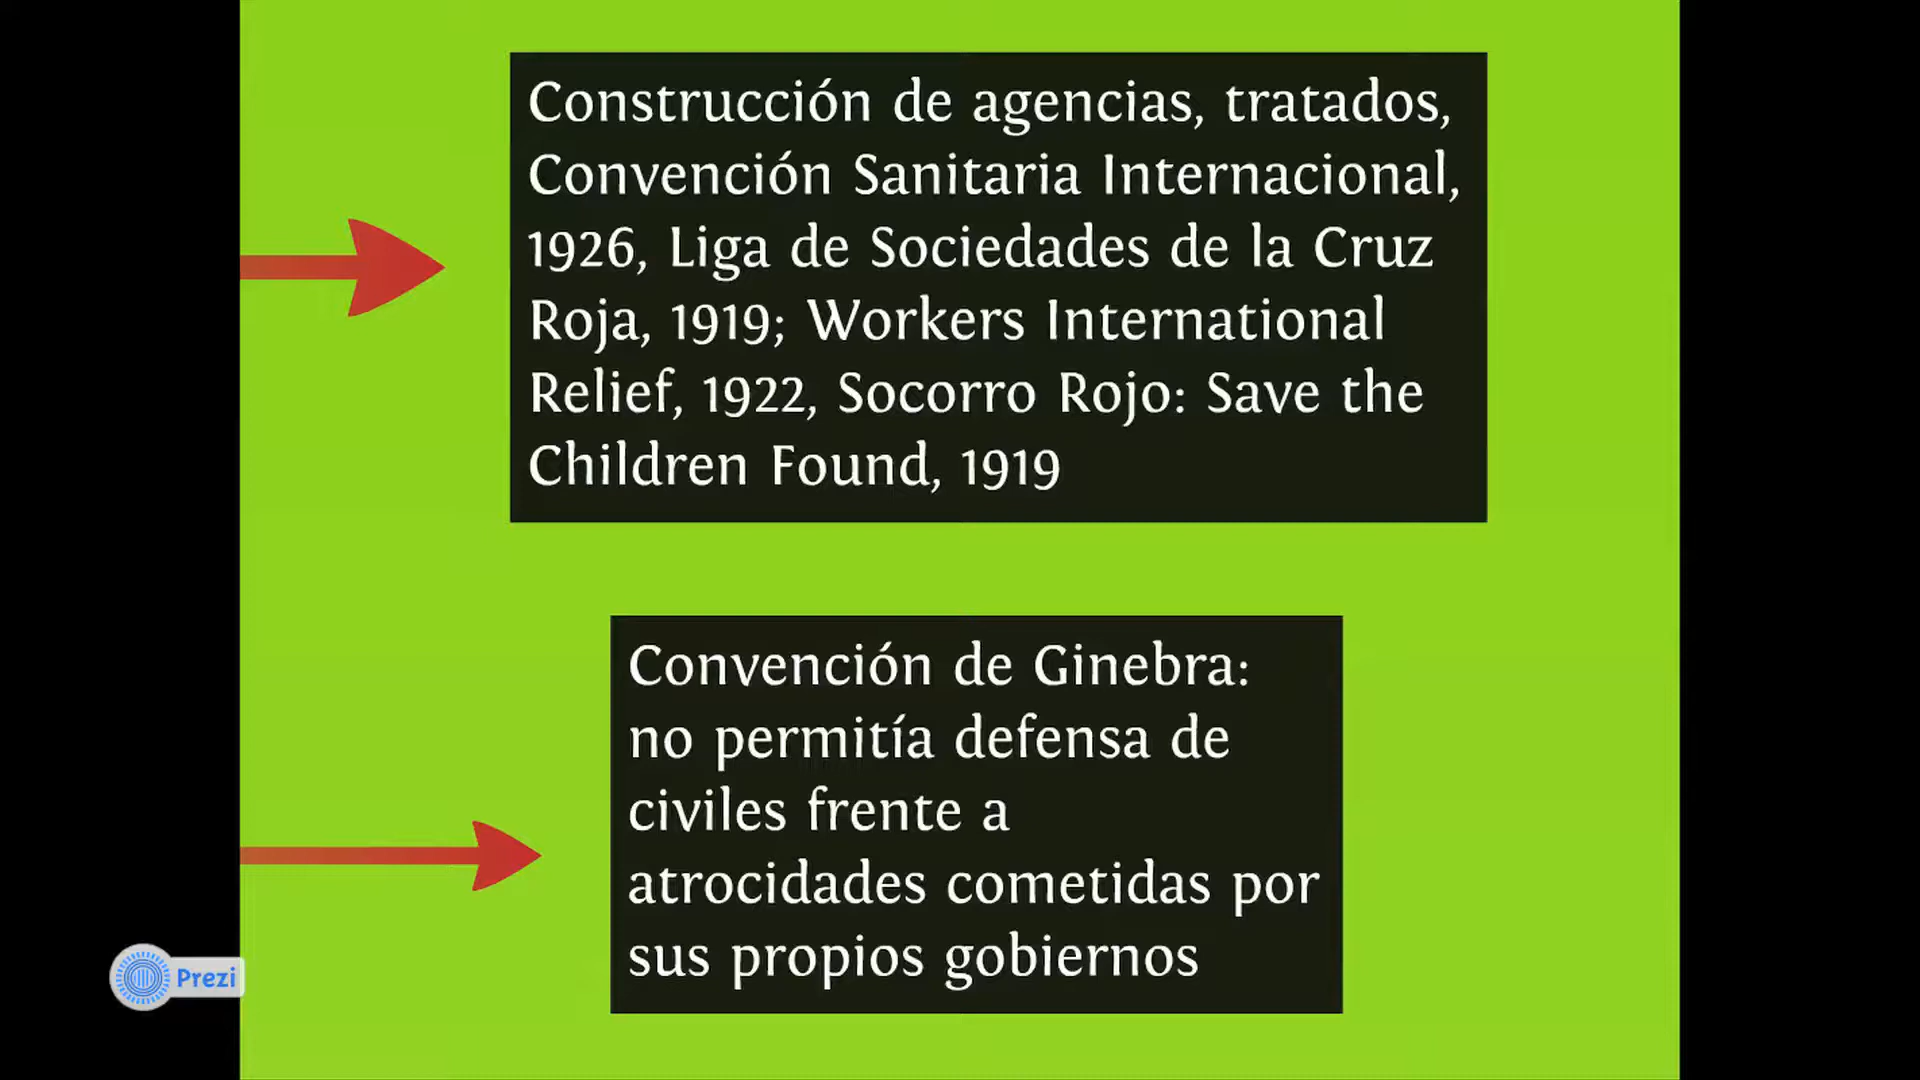 Construcción de agencias, tratados,
Convención Sanitaria Internacional,
1926, Liga de Sociedades de la Cruz
Roja, 1919; Workers International
Relief, 1922, Socorro Rojo: Save the
Children Found, 1919
Convención de Ginebra:
no permitía defensa de
civiles frente a
atrocidades cometidas por
sus propios gobiernos
Prezi